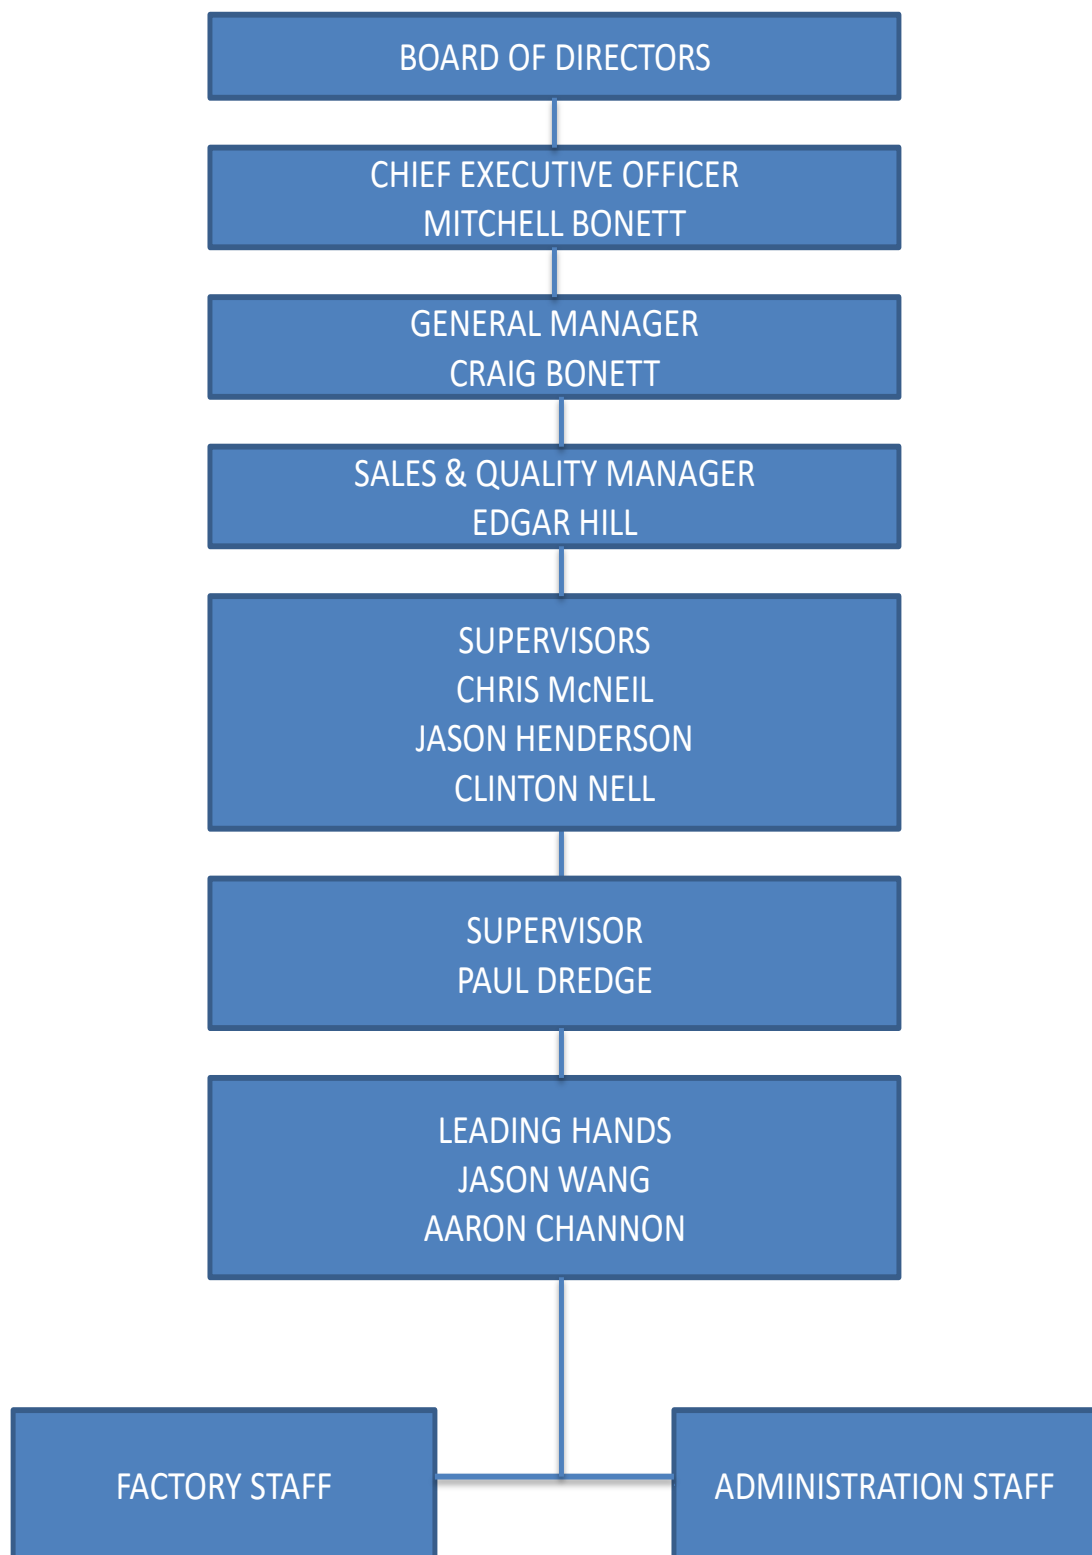 BOARD OF DIRECTORS
CHIEF EXECUTIVE OFFICER
MITCHELL BONETT
GENERAL MANAGER
CRAIG BONETT
SALES & QUALITY MANAGER
EDGAR HILL
SUPERVISORS
CHRIS McNEIL
JASON HENDERSON
CLINTON NELL
SUPERVISOR
PAUL DREDGE
LEADING HANDS
JASON WANG
AARON CHANNON
FACTORY STAFF
ADMINISTRATION STAFF